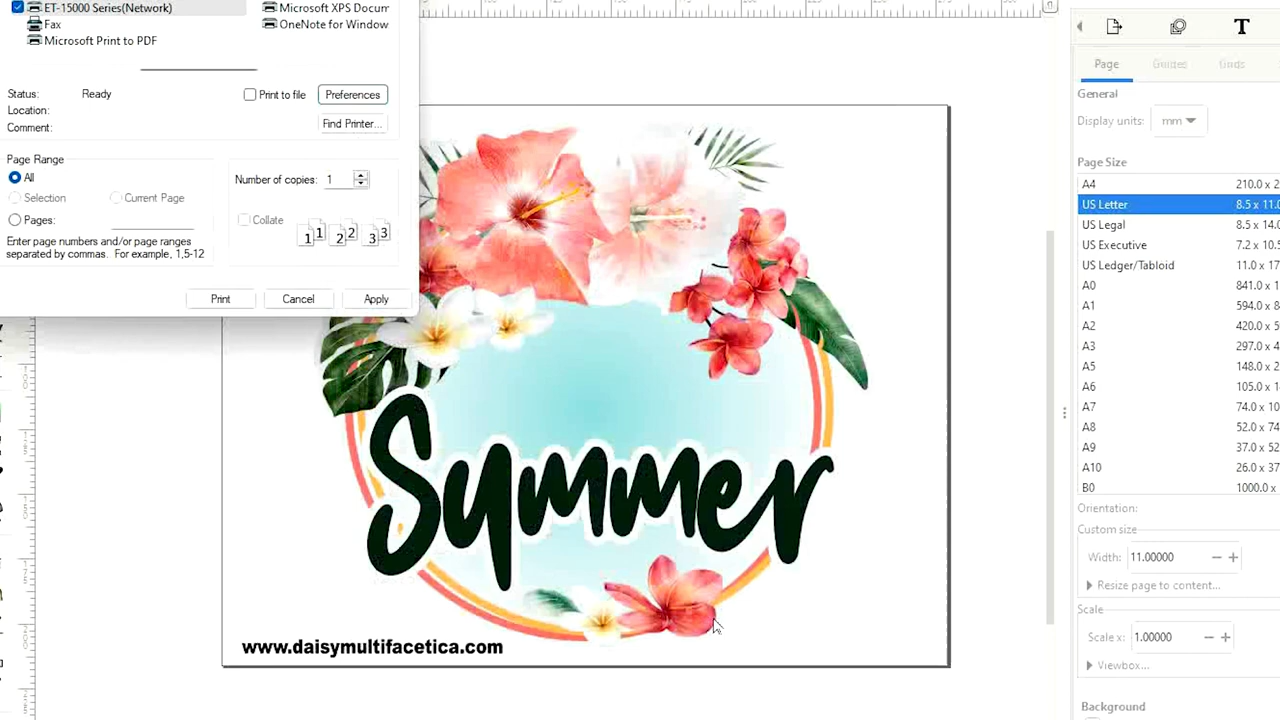 ET-15000 Series(Network)
Fax
Microsoft Print to PDF
Microsoft XPS Docum
OneNote for Window
Status: Ready
Location:
Comment:
Print to file
Preferences
Find Printer...
Page Range
All
Selection
Current Page
Pages:
Enter page numbers and/or page ranges
separated by commas. For example, 1,5-12
Number of copies: 1
Collate
1 1 2 2 3 3
Print
Cancel
Apply
Summer
www.daisymultifacetica.com
T
Page
Guides
Grids
General
Display units: mm
Page Size
A4 210.0 x 2
US Letter 8.5 x 11.0
US Legal 8.5 x 14.0
US Executive 7.2 x 10.5
US Ledger/Tabloid 11.0 x 17
A0 841.0 x 1
A1 594.0 x 8
A2 420.0 x 5
A3 297.0 x 4
A5 148.0 x 2
A6 105.0 x 1
A7 74.0 x 10
A8 52.0 x 74
A9 37.0 x 52
A10 26.0 x 37
B0 1000.0 x
Orientation:
Custom size
Width: 11.00000
Resize page to content...
Scale
Scale x: 1.00000
Viewbox...
Background